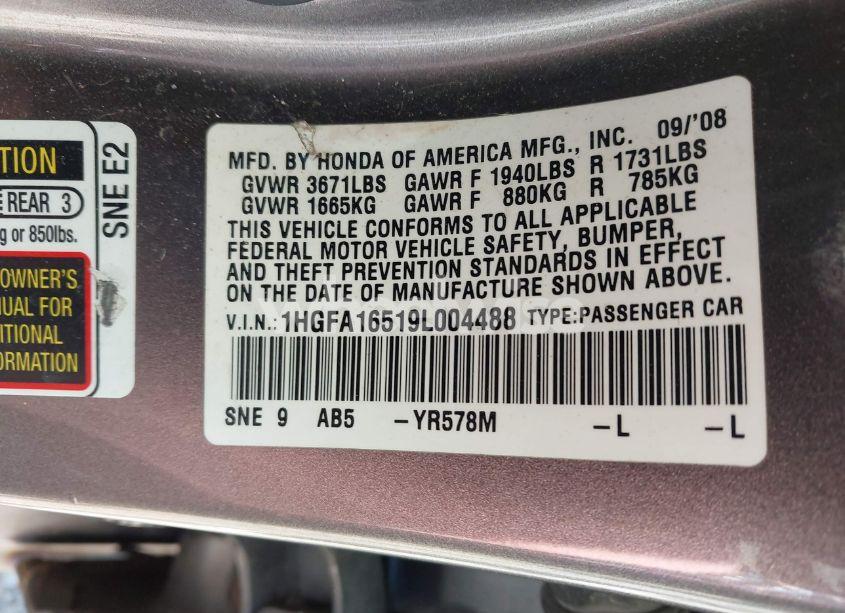 TION
E REAR 3
g or 850lbs.
OWNER'S
UAL FOR
ITIONAL
ORMATION
SNE E2
MFD. BY HONDA OF AMERICA MFG., INC. 09/'08
GVWR 3671LBS GAWR F 1940LBS R 1731LBS
GVWR 1665KG GAWR F 880KG R 785KG
THIS VEHICLE CONFORMS TO ALL APPLICABLE
FEDERAL MOTOR VEHICLE SAFETY, BUMPER,
AND THEFT PREVENTION STANDARDS IN EFFECT
ON THE DATE OF MANUFACTURE SHOWN ABOVE.
V.I.N.: 1HGFA16519L004488 TYPE:PASSENGER CAR
SNE 9 AB5 -YR578M -L -L